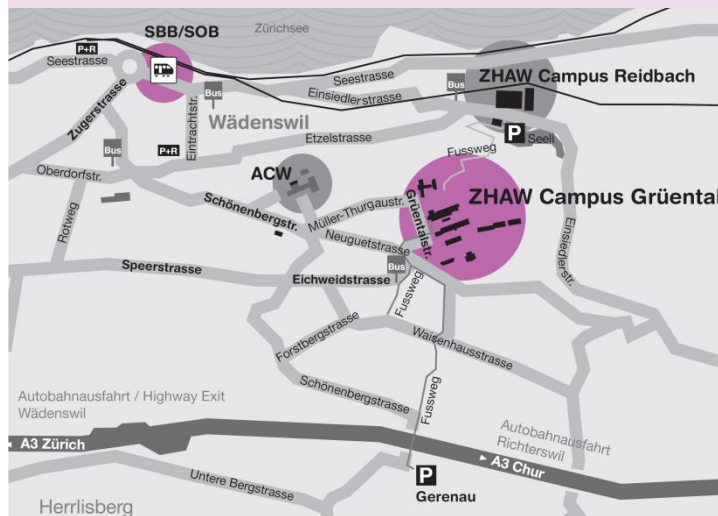 SBB/SOB
Zürichsee
P+R
Seestrasse
Seestrasse
ZHAW Campus Reidbach
Zugerstrasse
Bus
Einsiedlerstrasse
Bus
Eintrachtstr.
Wädenswil
Etzelstrasse
P Seeli
Bus
P+R
Fussweg
Oberdorfstr.
ACW
ZHAW Campus Grüental
Rotweg
Schönenbergstr.
Müller-Thurgaustr.
Grüentalstr.
Einsiedlerstr.
Neuguetstrasse
Speerstrasse
Eichweidstrasse
Bus
Fussweg
Forstbergstrasse
Waisenhausstrasse
Schönenbergstrasse
Fussweg
Autobahnausfahrt / Highway Exit
Wädenswil
Autobahnausfahrt
Richterswil
A3 Zürich
A3 Chur
P
Gerenau
Untere Bergstrasse
Herrlisberg